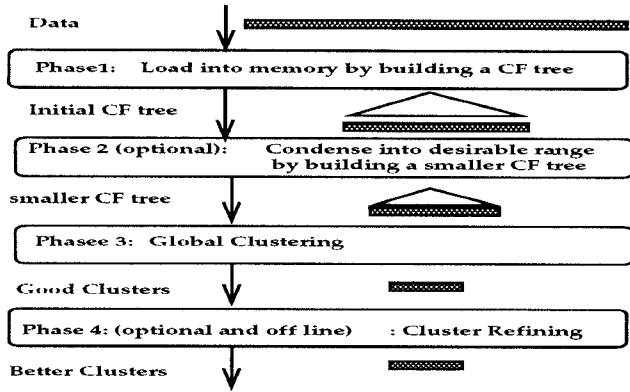 Data
Phase1: Load into memory by building a CF tree
Initial CF tree
Phase 2 (optional): Condense into desirable range
by building a smaller CF tree
smaller CF tree
Phasee 3: Global Clustering
Good Clusters
Phase 4: (optional and off line) : Cluster Refining
Better Clusters